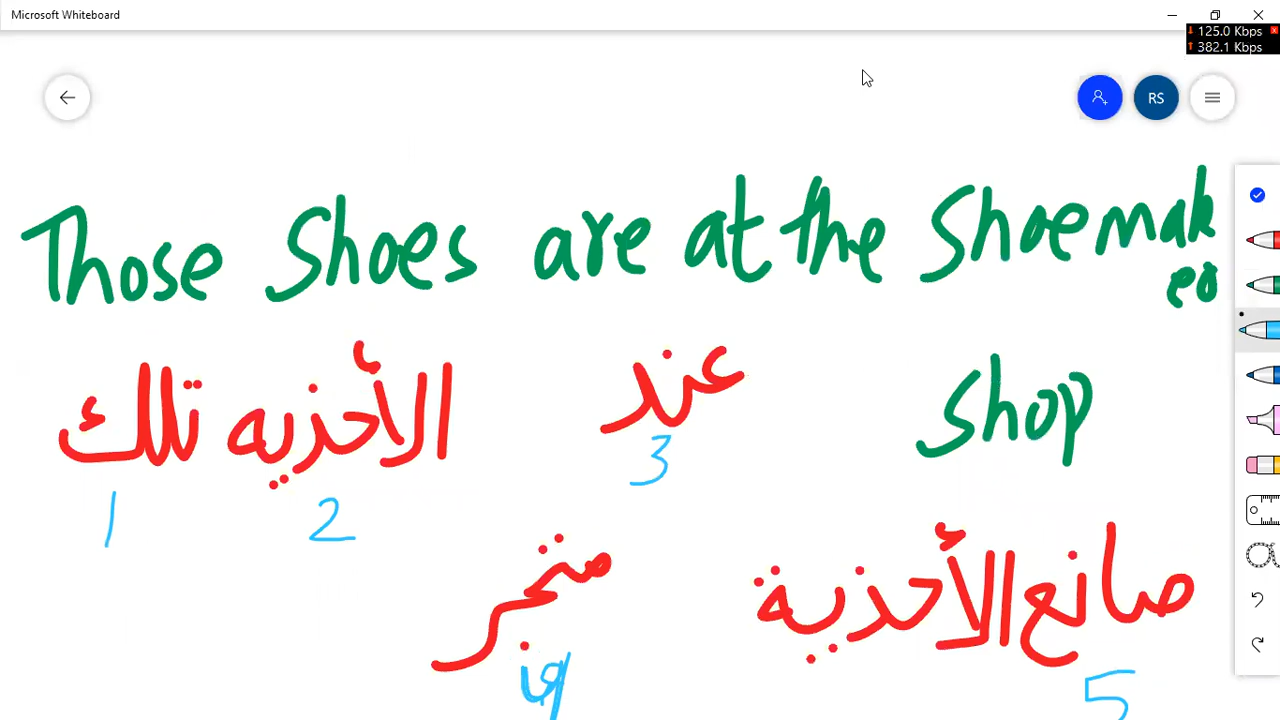 Microsoft Whiteboard
125.0 Kbps
382.1 Kbps
RS
Those Shoes are at the Shoemak
er
تلك الأحذيه عند
1 2 3
Shop
متجر صانع الأحذية
4 5